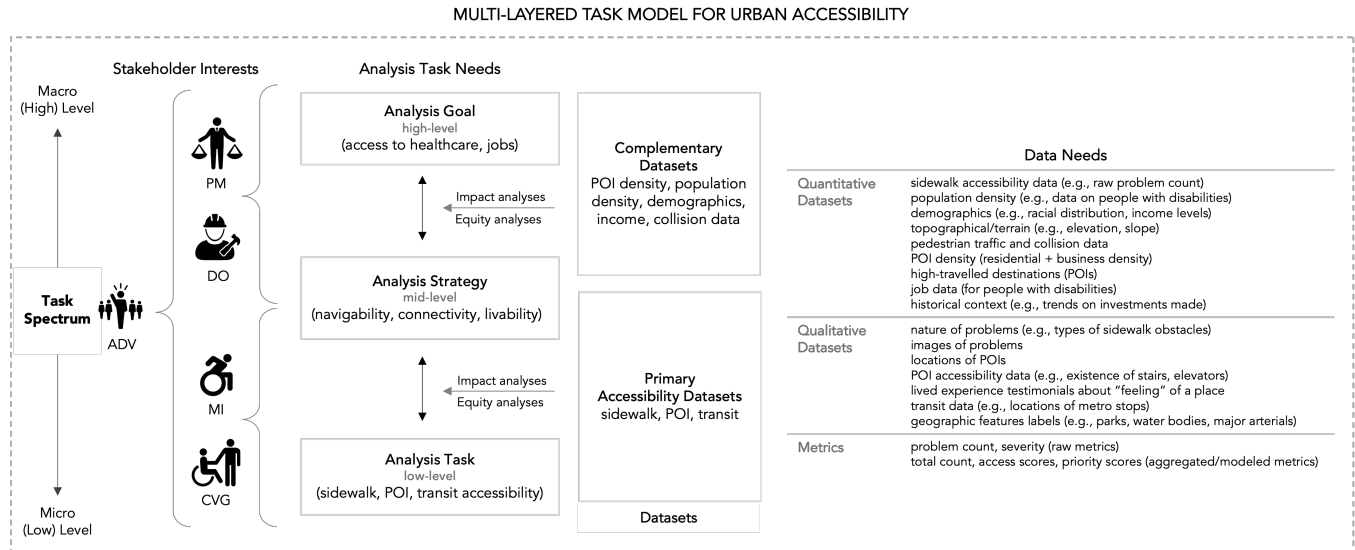 MULTI-LAYERED TASK MODEL FOR URBAN ACCESSIBILITY
Stakeholder Interests
Analysis Task Needs
Macro
(High) Level
Task
Spectrum
Micro
(Low) Level
ADV
PM
DO
MI
CVG
Analysis Goal
high-level
(access to healthcare, jobs)
Impact analyses
Equity analyses
Analysis Strategy
mid-level
(navigability, connectivity, livability)
Impact analyses
Equity analyses
Analysis Task
low-level
(sidewalk, POI, transit accessibility)
Complementary
Datasets
POI density, population
density, demographics,
income, collision data
Primary
Accessibility Datasets
sidewalk, POI, transit
Datasets
Data Needs
Quantitative
Datasets
sidewalk accessibility data (e.g., raw problem count)
population density (e.g., data on people with disabilities)
demographics (e.g., racial distribution, income levels)
topographical/terrain (e.g., elevation, slope)
pedestrian traffic and collision data
POI density (residential + business density)
high-travelled destinations (POIs)
job data (for people with disabilities)
historical context (e.g., trends on investments made)
Qualitative
Datasets
nature of problems (e.g., types of sidewalk obstacles)
images of problems
locations of POIs
POI accessibility data (e.g., existence of stairs, elevators)
lived experience testimonials about “feeling” of a place
transit data (e.g., locations of metro stops)
geographic features labels (e.g., parks, water bodies, major arterials)
Metrics
problem count, severity (raw metrics)
total count, access scores, priority scores (aggregated/modeled metrics)